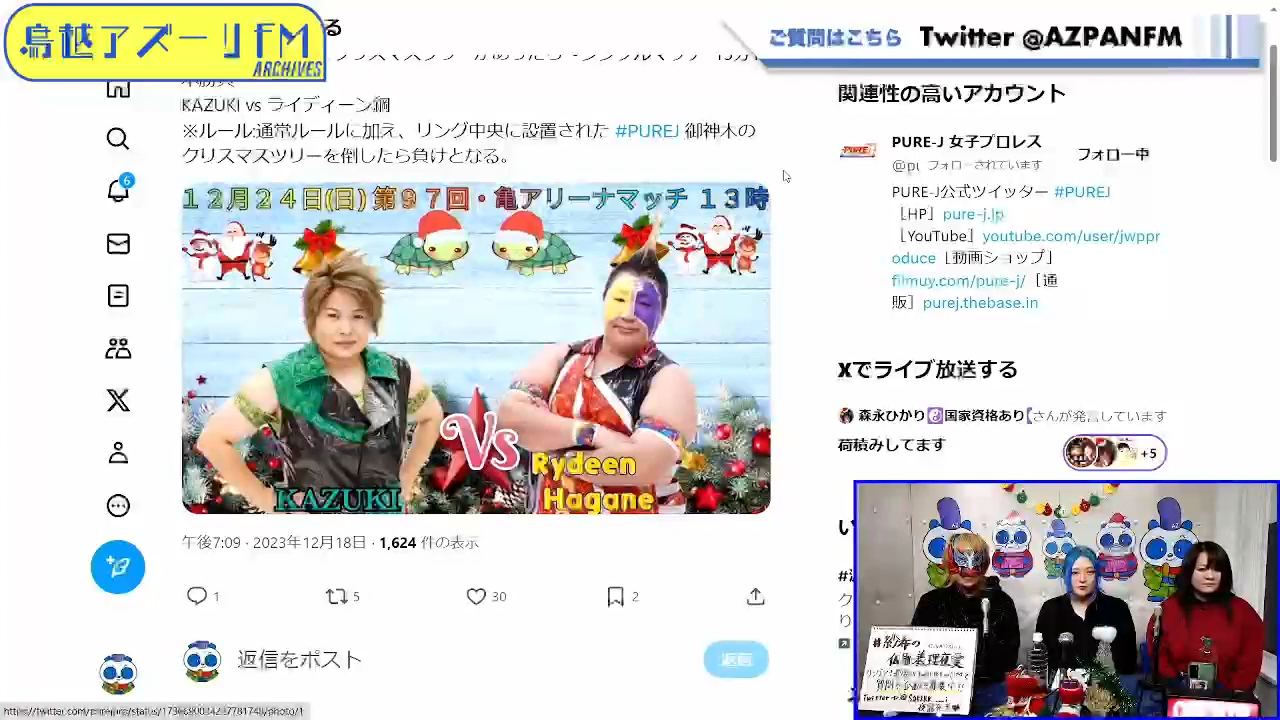 鳥越アズーリFM
ARCHIVES
ご質問はこちら Twitter @AZPANFM
KAZUKI vs ライディーン鋼
※ルール:通常ルールに加え、リング中央に設置された #PUREJ 御神木の
クリスマスツリーを倒したら負けとなる。
12月24日(日)第97回・亀アリーナマッチ 13時
Vs
KAZUKI
Rydeen
Hagane
午後7:09 · 2023年12月18日 · 1,624 件の表示
1
5
30
2
返信をポスト
返信
6
関連性の高いアカウント
PUREJ
PURE-J 女子プロレス
フォローされています
フォロー中
PURE-J公式ツイッター #PUREJ
［HP］pure-j.jp
［YouTube］youtube.com/user/jwppr
oduce［動画ショップ］
filmuy.com/pure-j/［通
販］purej.thebase.in
Xでライブ放送する
森永ひかり 国家資格あり さんが発言しています
荷積みしてます
+5